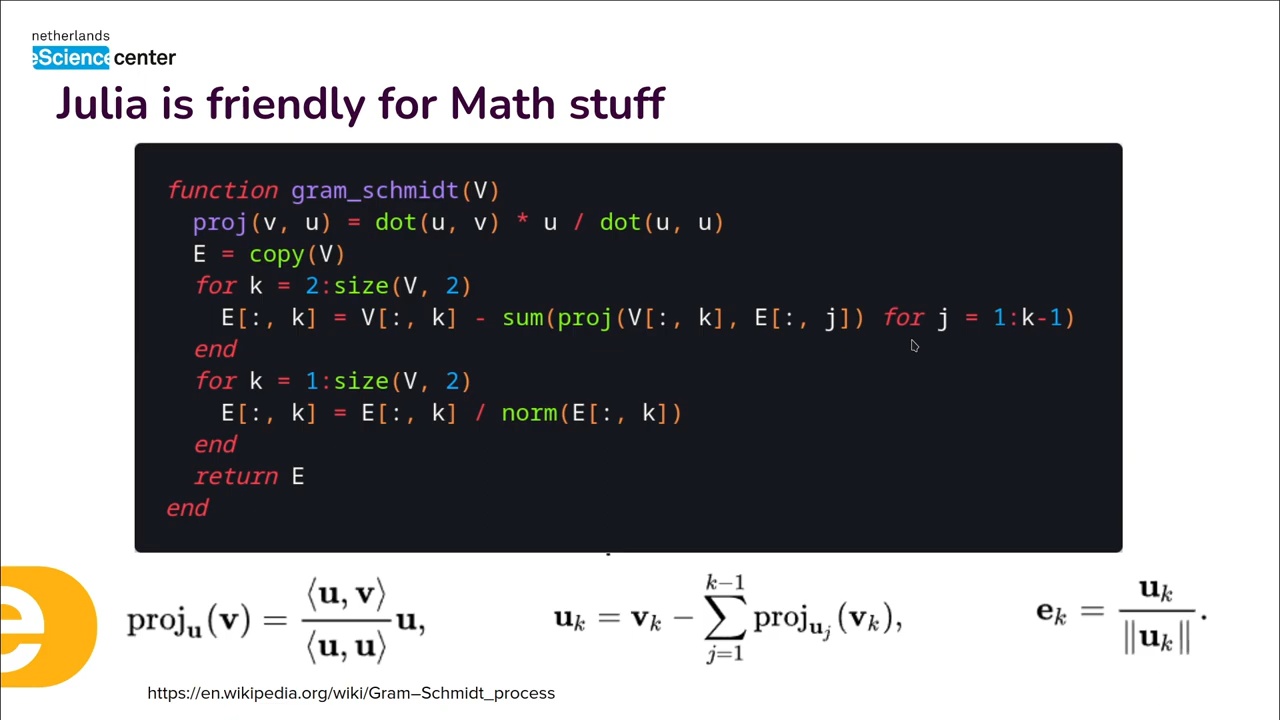 netherlands
eScience center
Julia is friendly for Math stuff
function gram_schmidt(V)
  proj(v, u) = dot(u, v) * u / dot(u, u)
  E = copy(V)
  for k = 2:size(V, 2)
    E[:, k] = V[:, k] - sum(proj(V[:, k], E[:, j]) for j = 1:k-1)
  end
  for k = 1:size(V, 2)
    E[:, k] = E[:, k] / norm(E[:, k])
  end
  return E
end
proj_u(v) = ⟨u, v⟩ / ⟨u, u⟩ u,
u_k = v_k − ∑_{j=1}^{k−1} proj_{u_j}(v_k),
e_k = u_k / ‖u_k‖.
e
https://en.wikipedia.org/wiki/Gram–Schmidt_process